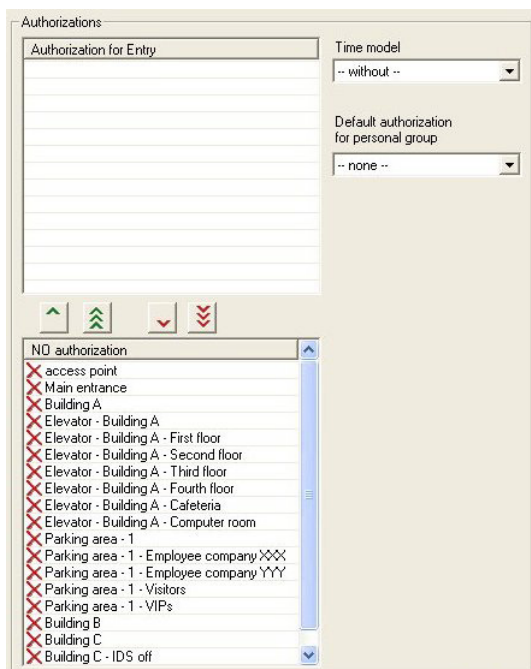 Authorizations
Authorization for Entry
Time model
-- without --
Default authorization
for personal group
-- none --
NO authorization
access point
Main entrance
Building A
Elevator - Building A
Elevator - Building A - First floor
Elevator - Building A - Second floor
Elevator - Building A - Third floor
Elevator - Building A - Fourth floor
Elevator - Building A - Cafeteria
Elevator - Building A - Computer room
Parking area - 1
Parking area - 1 - Employee company XXX
Parking area - 1 - Employee company YYY
Parking area - 1 - Visitors
Parking area - 1 - VIPs
Building B
Building C
Building C - IDS off